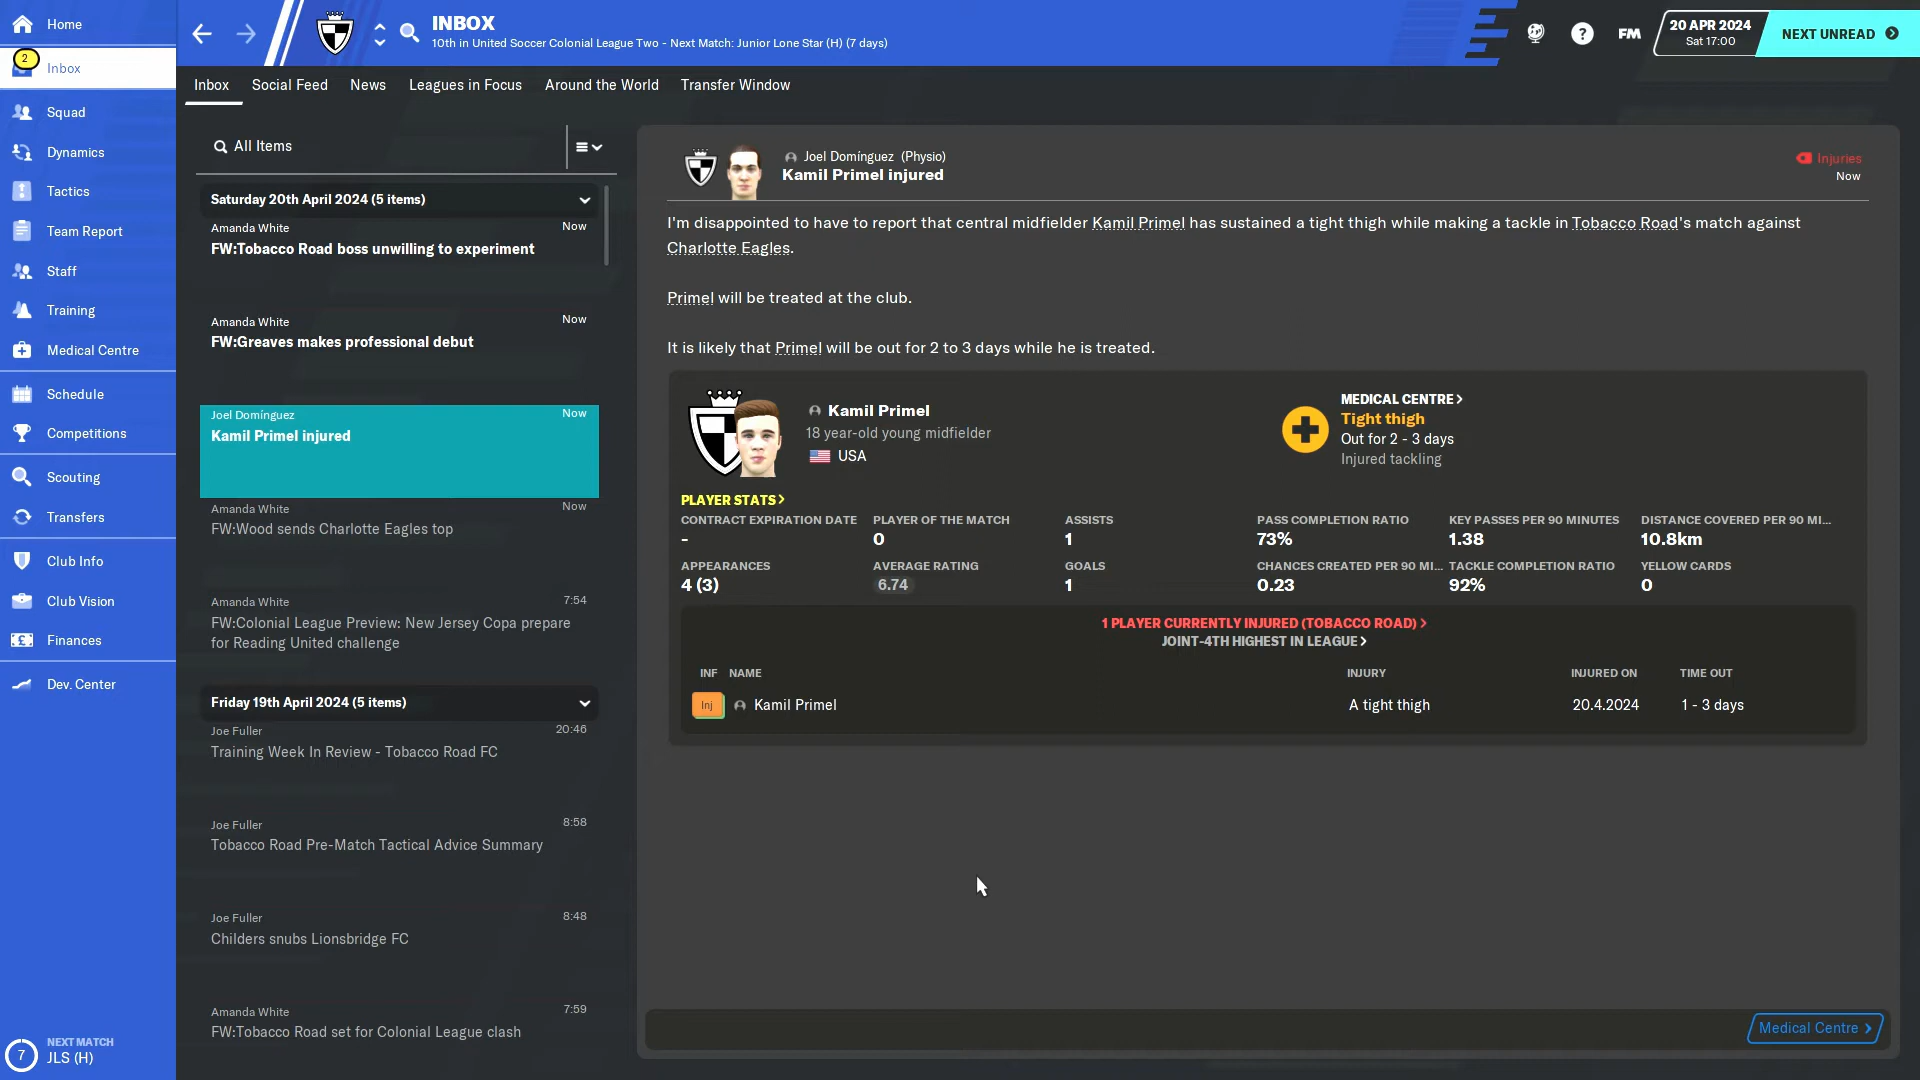 Home
2
Inbox
Squad
Dynamics
Tactics
Team Report
Staff
Training
Medical Centre
Schedule
Competitions
Scouting
Transfers
Club Info
Club Vision
Finances
Dev. Center
7
NEXT MATCH
JLS (H)
INBOX
10th in United Soccer Colonial League Two - Next Match: Junior Lone Star (H) (7 days)
?
FM
20 APR 2024
Sat 17:00
NEXT UNREAD
Inbox Social Feed News Leagues in Focus Around the World Transfer Window
All Items
Saturday 20th April 2024 (5 items)
Amanda White Now
FW:Tobacco Road boss unwilling to experiment
Amanda White Now
FW:Greaves makes professional debut
Joel Domínguez Now
Kamil Primel injured
Amanda White Now
FW:Wood sends Charlotte Eagles top
Amanda White 7:54
FW:Colonial League Preview: New Jersey Copa prepare
for Reading United challenge
Friday 19th April 2024 (5 items)
Joe Fuller 20:46
Training Week In Review - Tobacco Road FC
Joe Fuller 8:58
Tobacco Road Pre-Match Tactical Advice Summary
Joe Fuller 8:48
Childers snubs Lionsbridge FC
Amanda White 7:59
FW:Tobacco Road set for Colonial League clash
Joel Domínguez (Physio)
Kamil Primel injured
Injuries
Now
I'm disappointed to have to report that central midfielder Kamil Primel has sustained a tight thigh while making a tackle in Tobacco Road's match against
Charlotte Eagles.
Primel will be treated at the club.
It is likely that Primel will be out for 2 to 3 days while he is treated.
Kamil Primel
18 year-old young midfielder
USA
MEDICAL CENTRE
Tight thigh
Out for 2 - 3 days
Injured tackling
PLAYER STATS
CONTRACT EXPIRATION DATE PLAYER OF THE MATCH ASSISTS PASS COMPLETION RATIO KEY PASSES PER 90 MINUTES DISTANCE COVERED PER 90 MI...
- 0 1 73% 1.38 10.8km
APPEARANCES AVERAGE RATING GOALS CHANCES CREATED PER 90 MI... TACKLE COMPLETION RATIO YELLOW CARDS
4 (3) 6.74 1 0.23 92% 0
1 PLAYER CURRENTLY INJURED (TOBACCO ROAD)
JOINT-4TH HIGHEST IN LEAGUE
INF NAME INJURY INJURED ON TIME OUT
Inj Kamil Primel A tight thigh 20.4.2024 1 - 3 days
Medical Centre